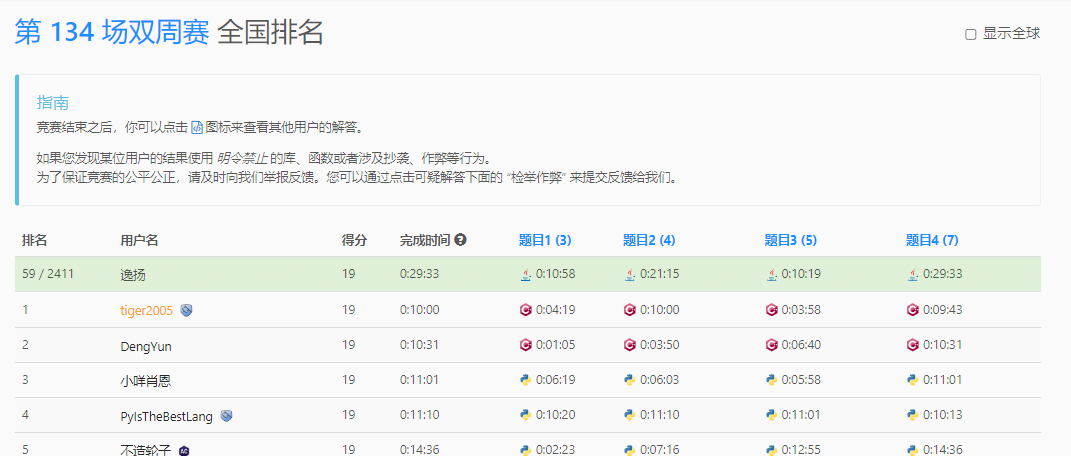 第 134 场双周赛 全国排名
显示全球
指南
竞赛结束之后，你可以点击 图标来查看其他用户的解答。
如果您发现某位用户的结果使用 明令禁止 的库、函数或者涉及抄袭、作弊等行为。
为了保证竞赛的公平公正，请及时向我们举报反馈。您可以通过点击可疑解答下面的 “检举作弊” 来提交反馈给我们。
排名 用户名 得分 完成时间 题目1 (3) 题目2 (4) 题目3 (5) 题目4 (7)
59 / 2411 逸扬 19 0:29:33 0:10:58 0:21:15 0:10:19 0:29:33
1 tiger2005 19 0:10:00 0:04:19 0:10:00 0:03:58 0:09:43
2 DengYun 19 0:10:31 0:01:05 0:03:50 0:06:40 0:10:31
3 小咩肖恩 19 0:11:01 0:06:19 0:06:03 0:05:58 0:11:01
4 PyIsTheBestLang 19 0:11:10 0:10:20 0:11:10 0:11:01 0:10:13
5 不造轮子 19 0:14:36 0:02:23 0:07:16 0:12:55 0:14:36